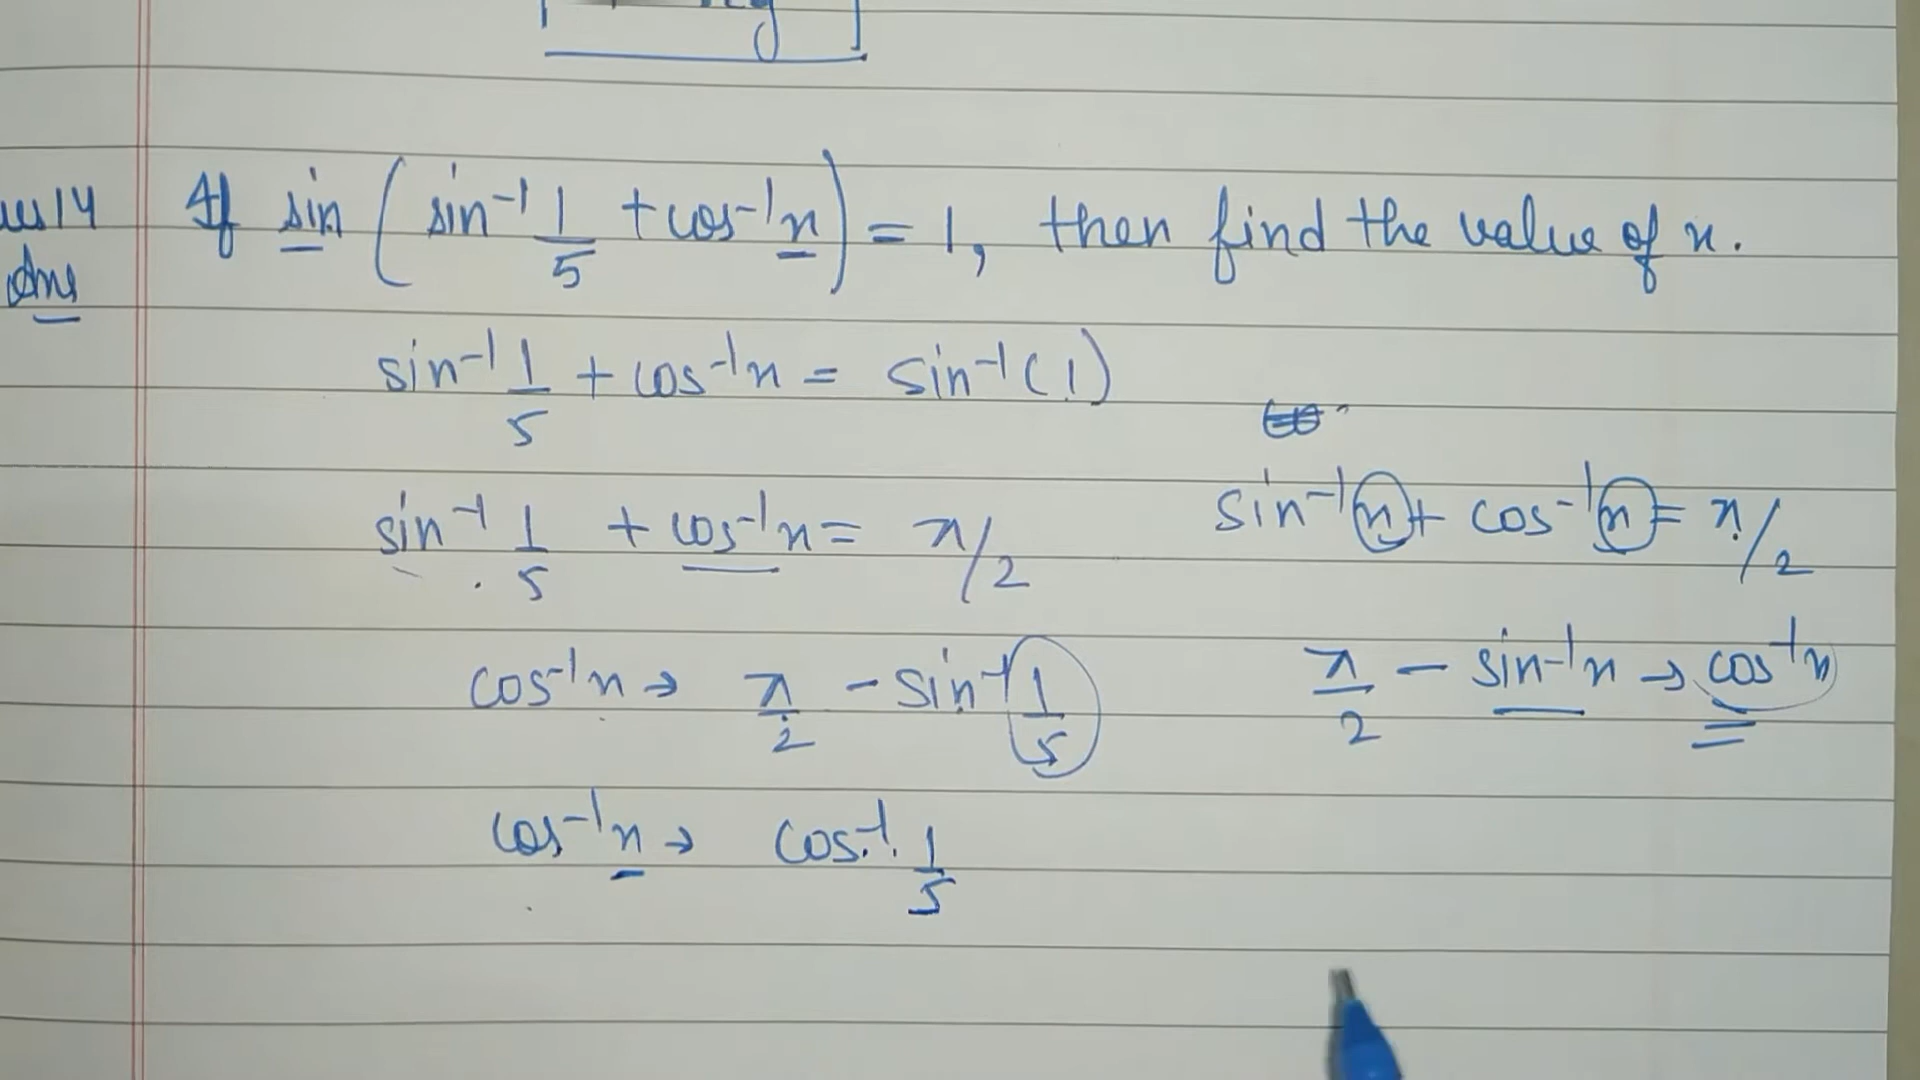 If sin (sin⁻¹ 1/5 + cos⁻¹ x) = 1, then find the value of x.
Ans
sin⁻¹ 1/5 + cos⁻¹ x = sin⁻¹ (1)
sin⁻¹ 1/5 + cos⁻¹ x = π/2
sin⁻¹ x + cos⁻¹ x = π/2
cos⁻¹ x → π/2 - sin⁻¹ 1/5
π/2 - sin⁻¹ x → cos⁻¹ x
cos⁻¹ x → cos⁻¹ 1/5